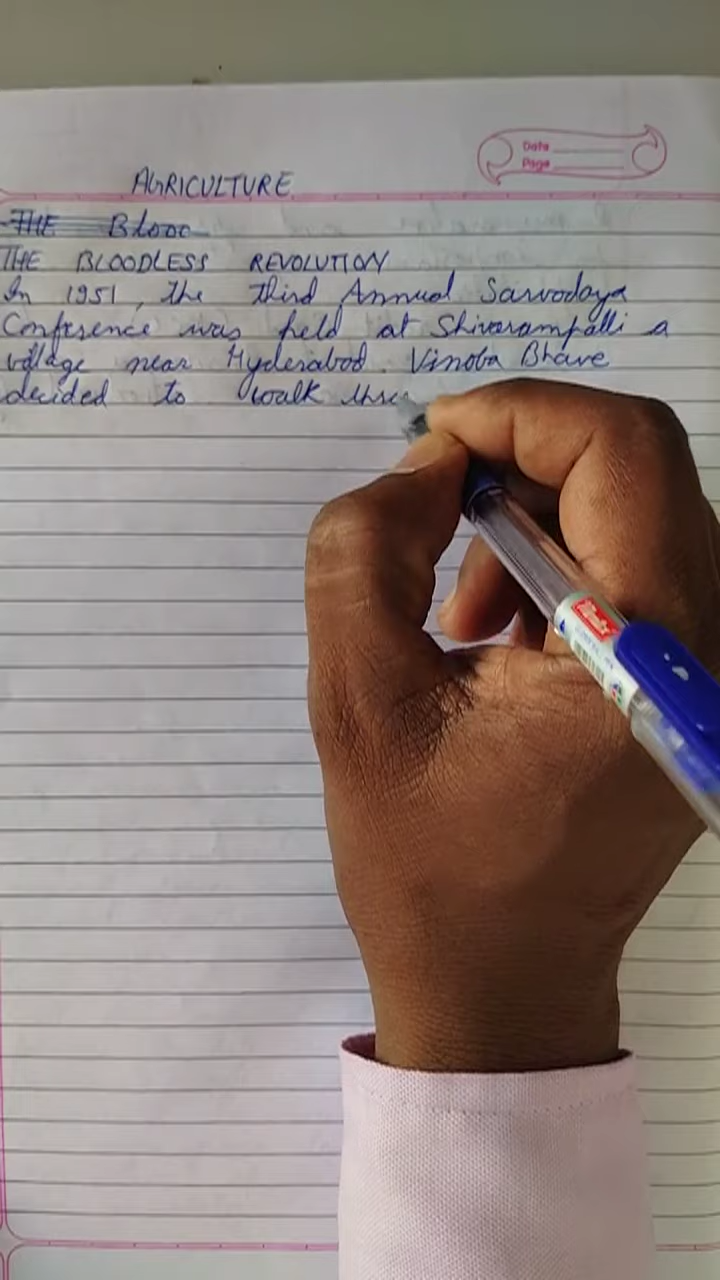 Date
Page
AGRICULTURE
THE Blooc
THE BLOODLESS REVOLUTION
In 1951, the third Annual Sarvodaya
Conference was held at Shivarampalli a
village near Hyderabad. Vinoba Bhave
decided to walk